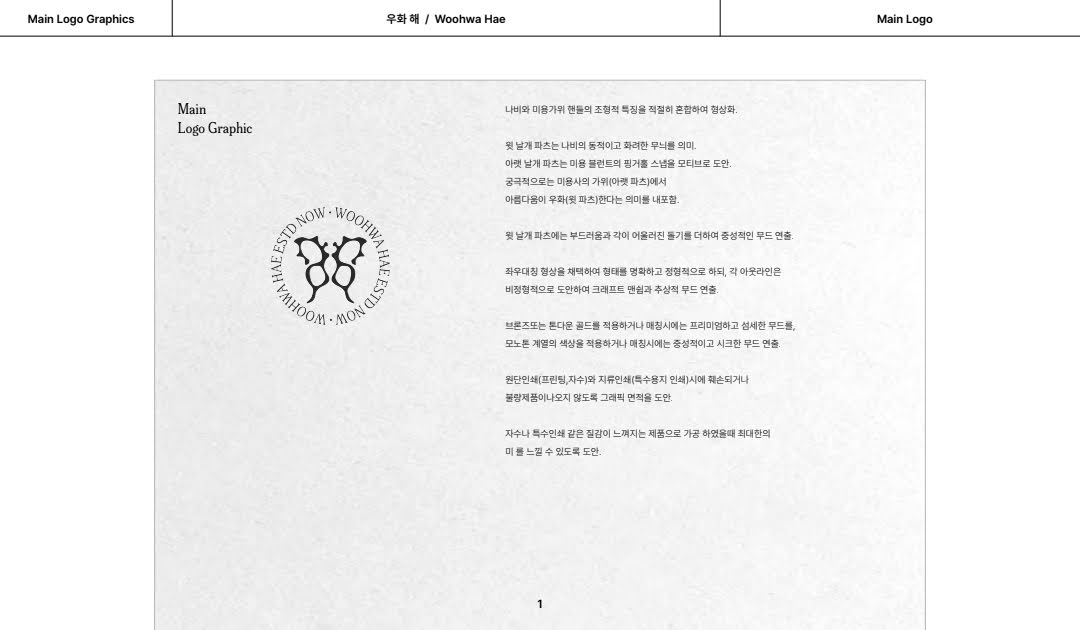 Main Logo Graphics
우화 해 / Woohwa Hae
Main Logo
Main
Logo Graphic
WOOHWA HAE ESTD NOW · WOOHWA HAE ESTD NOW ·
나비와 미용가위 핸들의 조형적 특징을 적절히 혼합하여 형상화.
윗 날개 파츠는 나비의 동적이고 화려한 무늬를 의미.
아랫 날개 파츠는 미용 블런트의 핑거홀 스냅을 모티브로 도안.
궁극적으로는 미용사의 가위(아랫 파츠)에서
아름다움이 우화(윗 파츠)한다는 의미를 내포함.
윗 날개 파츠에는 부드러움과 각이 어울러진 돌기를 더하여 중성적인 무드 연출.
좌우대칭 형상을 채택하여 형태를 명확하고 정형적으로 하되, 각 아웃라인은
비정형적으로 도안하여 크래프트 맨쉽과 추상적 무드 연출.
브론즈또는 톤다운 골드를 적용하거나 매칭시에는 프리미엄하고 섬세한 무드를,
모노톤 계열의 색상을 적용하거나 매칭시에는 중성적이고 시크한 무드 연출.
원단인쇄(프린팅,자수)와 지류인쇄(특수용지 인쇄)시에 훼손되거나
불량제품이나오지 않도록 그래픽 면적을 도안.
자수나 특수인쇄 같은 질감이 느껴지는 제품으로 가공 하였을때 최대한의
미 를 느낄 수 있도록 도안.
1